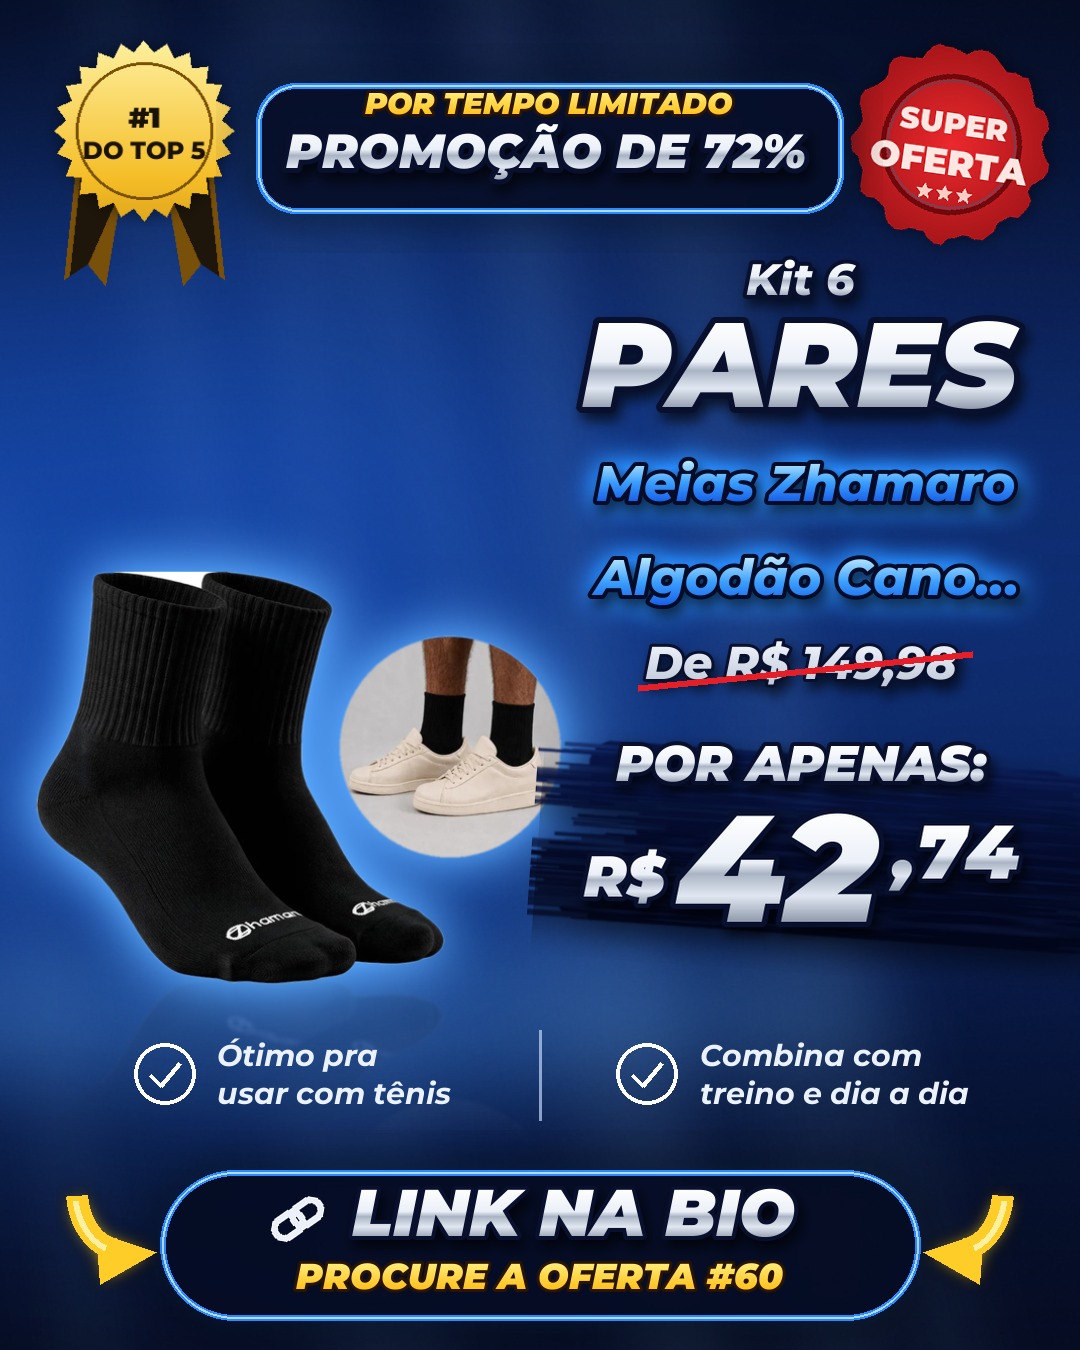 #1
DO TOP 5
POR TEMPO LIMITADO
PROMOÇÃO DE 72%
SUPER
OFERTA
Kit 6
PARES
Meias Zhamaro
Algodão Cano...
De R$ 149,98
POR APENAS:
R$ 42,74
Ótimo pra
usar com tênis
Combina com
treino e dia a dia
LINK NA BIO
PROCURE A OFERTA #60